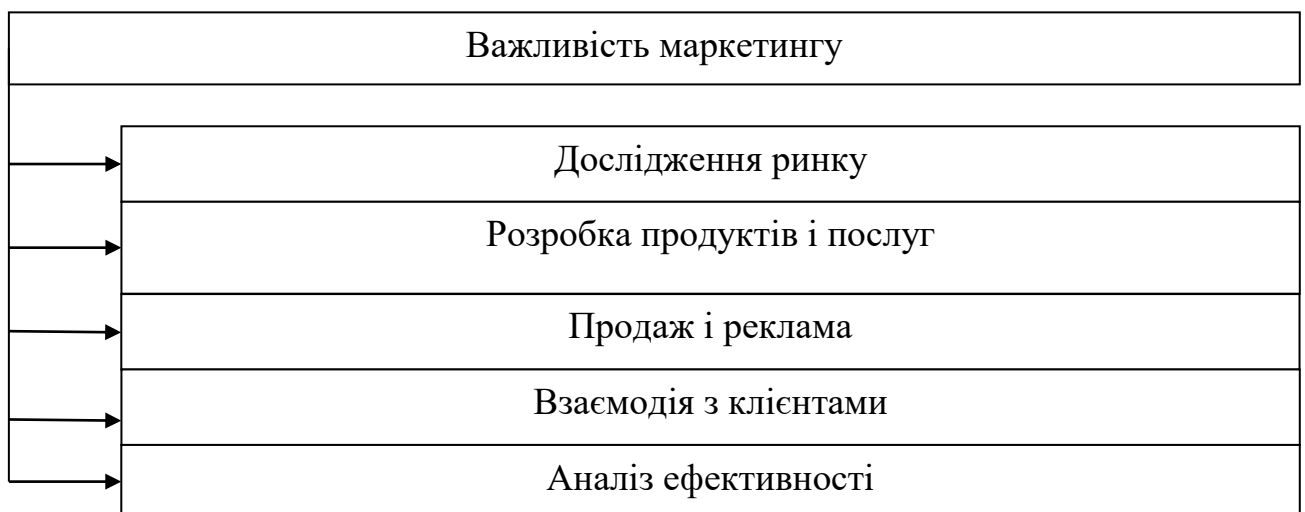 Важливість маркетингу
Дослідження ринку
Розробка продуктів і послуг
Продаж і реклама
Взаємодія з клієнтами
Аналіз ефективності